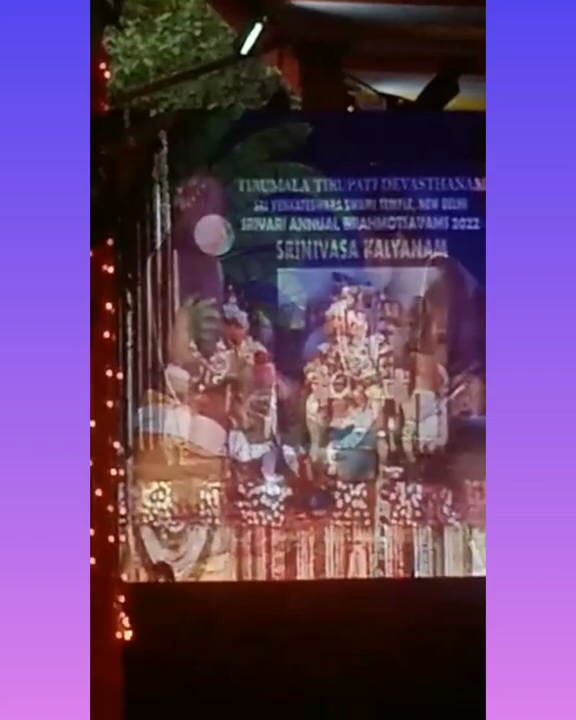 TIRUMALA TIRUPATI DEVASTHANAM
SRI VENKATESWARA SWAMI TEMPLE, NEW DELHI
SRIVARI ANNUAL BRAHMOTSAVAMS 2022
SRINIVASA KALYANAM